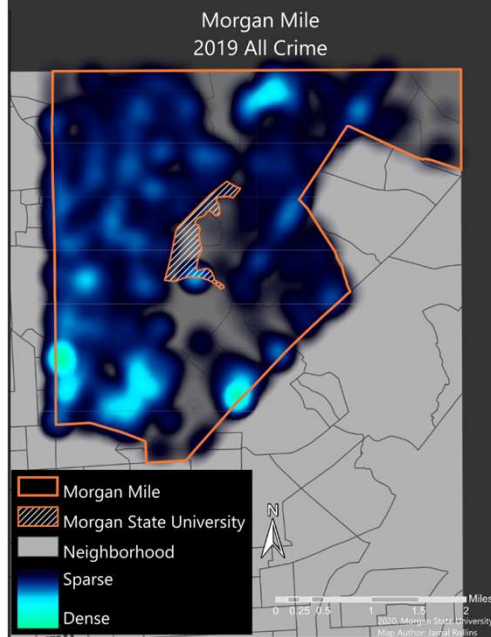 Morgan Mile
2019 All Crime
Morgan Mile
Morgan State University
Neighborhood
Sparse
Dense
N
Miles
0 0.25 0.5 1 1.5 2
2020, Morgan State University
Map Author: Jamal Rollins